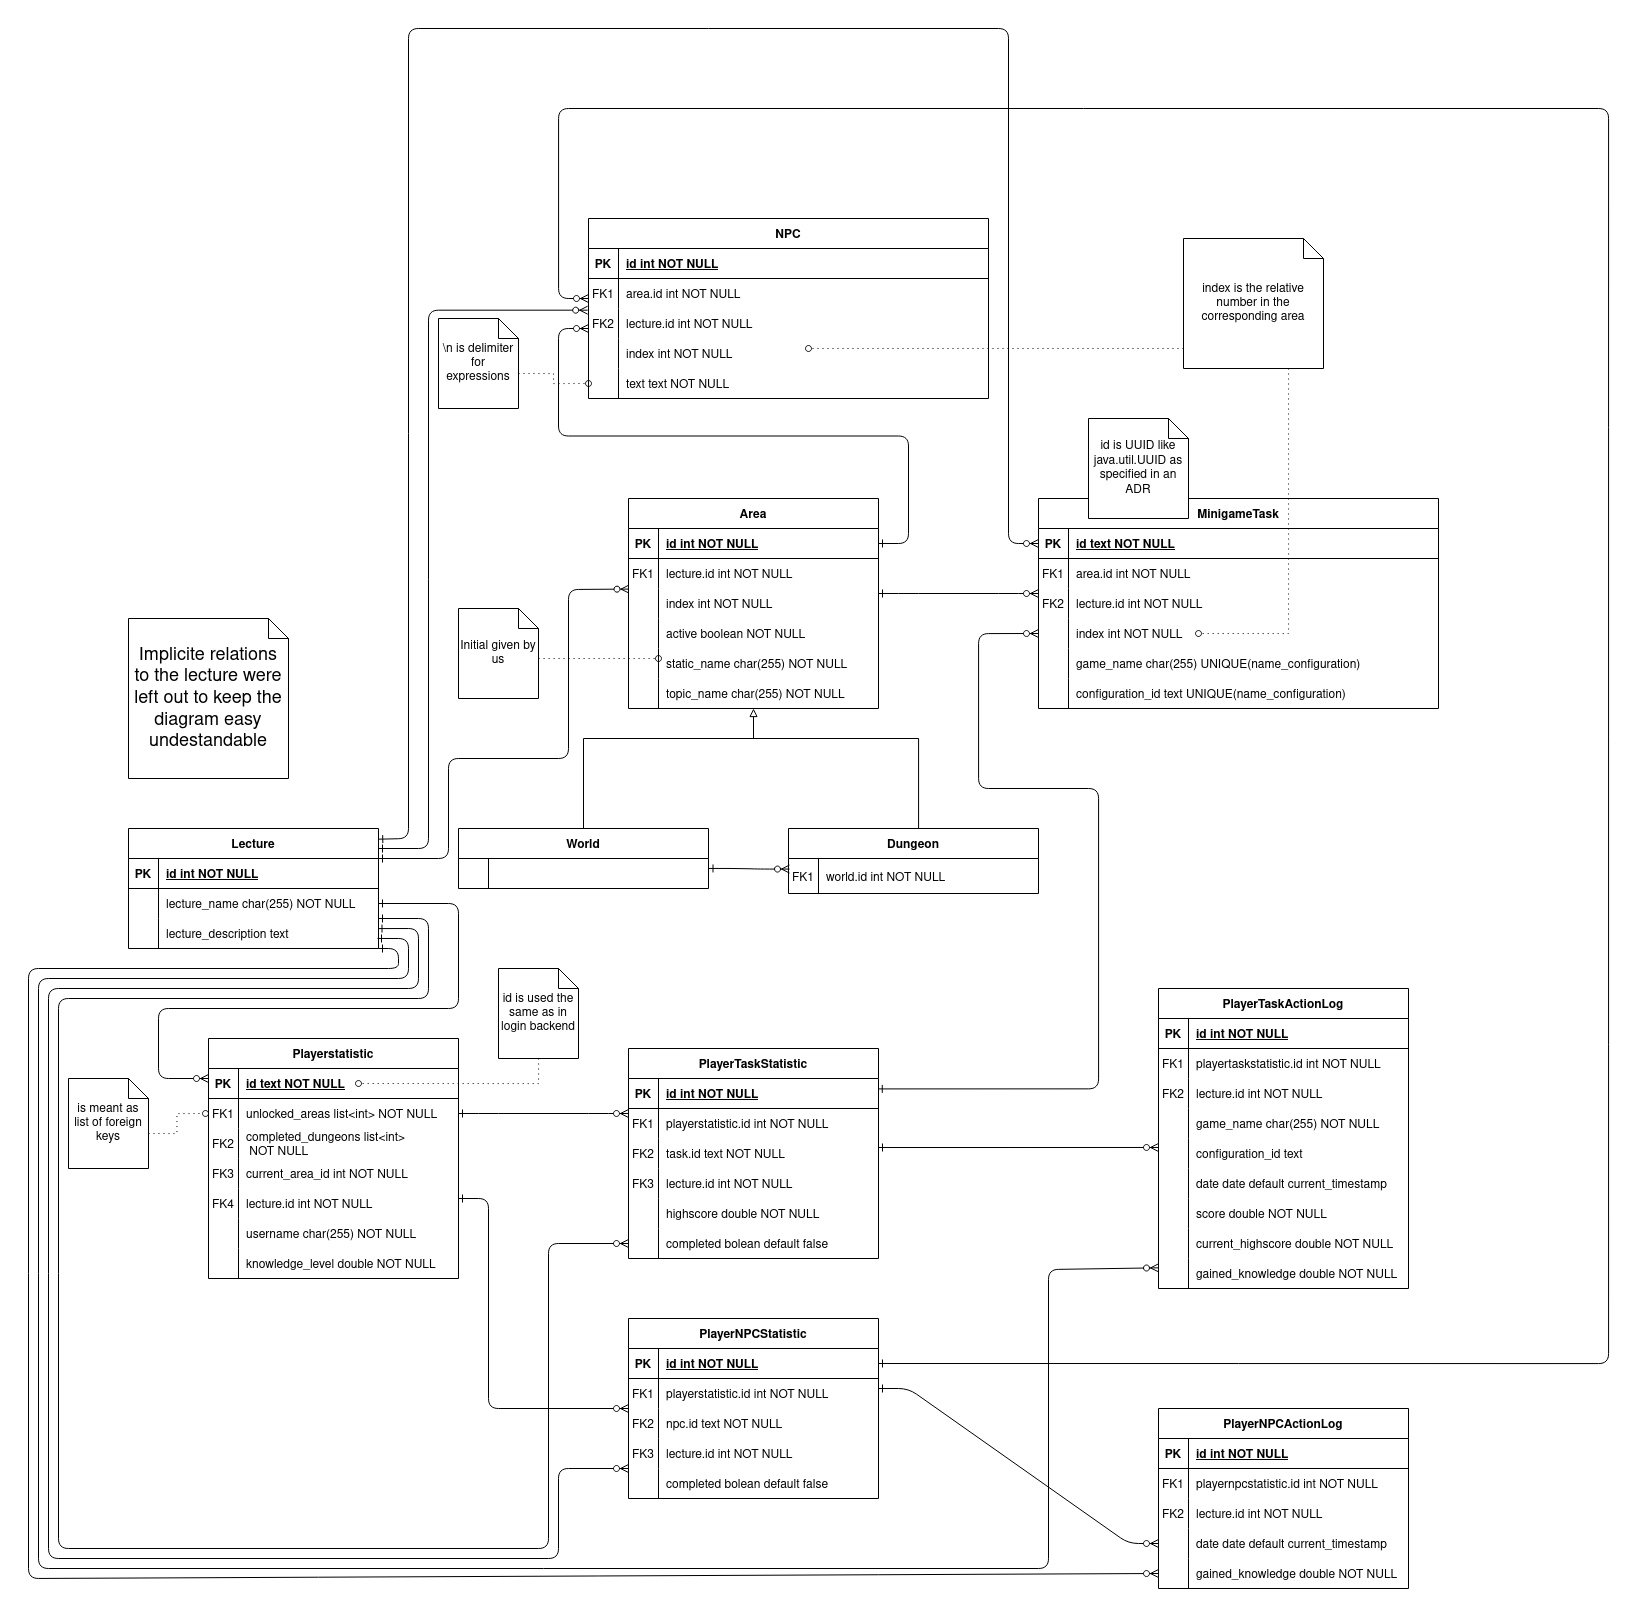 NPC
PK id int NOT NULL
FK1 area.id int NOT NULL
FK2 lecture.id int NOT NULL
index int NOT NULL
text text NOT NULL
index is the relative
number in the
corresponding area
\n is delimiter
for
expressions
id is UUID like
java.util.UUID as
specified in an
ADR
Area
PK id int NOT NULL
FK1 lecture.id int NOT NULL
index int NOT NULL
active boolean NOT NULL
static_name char(255) NOT NULL
topic_name char(255) NOT NULL
MinigameTask
PK id text NOT NULL
FK1 area.id int NOT NULL
FK2 lecture.id int NOT NULL
index int NOT NULL
game_name char(255) UNIQUE(name_configuration)
configuration_id text UNIQUE(name_configuration)
Initial given by
us
Implicite relations
to the lecture were
left out to keep the
diagram easy
undestandable
Lecture
PK id int NOT NULL
lecture_name char(255) NOT NULL
lecture_description text
World
Dungeon
FK1 world.id int NOT NULL
id is used the
same as in
login backend
is meant as
list of foreign
keys
Playerstatistic
PK id text NOT NULL
FK1 unlocked_areas list<int> NOT NULL
FK2 completed_dungeons list<int>
NOT NULL
FK3 current_area_id int NOT NULL
FK4 lecture.id int NOT NULL
username char(255) NOT NULL
knowledge_level double NOT NULL
PlayerTaskStatistic
PK id int NOT NULL
FK1 playerstatistic.id int NOT NULL
FK2 task.id text NOT NULL
FK3 lecture.id int NOT NULL
highscore double NOT NULL
completed bolean default false
PlayerTaskActionLog
PK id int NOT NULL
FK1 playertaskstatistic.id int NOT NULL
FK2 lecture.id int NOT NULL
game_name char(255) NOT NULL
configuration_id text
date date default current_timestamp
score double NOT NULL
current_highscore double NOT NULL
gained_knowledge double NOT NULL
PlayerNPCStatistic
PK id int NOT NULL
FK1 playerstatistic.id int NOT NULL
FK2 npc.id text NOT NULL
FK3 lecture.id int NOT NULL
completed bolean default false
PlayerNPCActionLog
PK id int NOT NULL
FK1 playernpcstatistic.id int NOT NULL
FK2 lecture.id int NOT NULL
date date default current_timestamp
gained_knowledge double NOT NULL